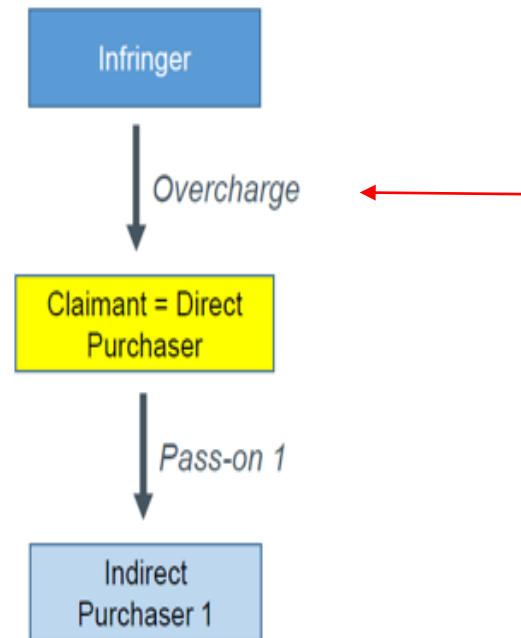 Infringer
Overcharge
Claimant = Direct
Purchaser
Pass-on 1
Indirect
Purchaser 1